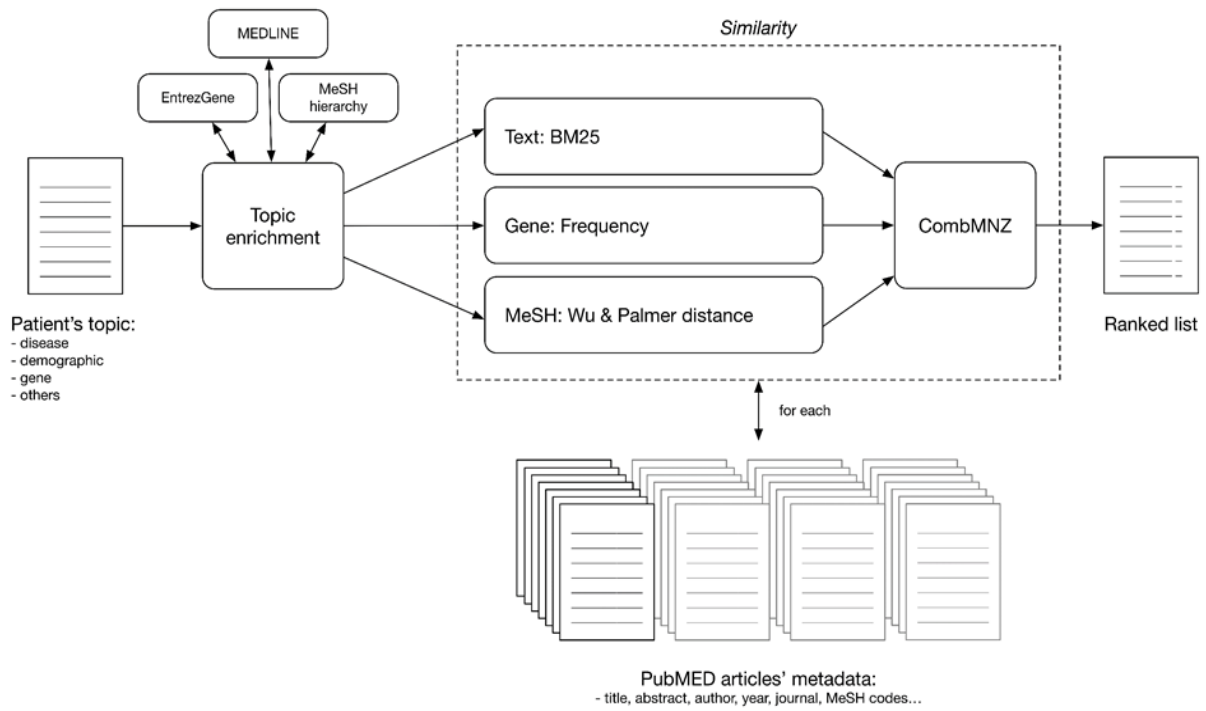 Similarity
MEDLINE
EntrezGene
MeSH
hierarchy
Topic
enrichment
Text: BM25
Gene: Frequency
MeSH: Wu & Palmer distance
CombMNZ
Patient's topic:
- disease
- demographic
- gene
- others
Ranked list
for each
PubMED articles' metadata:
- title, abstract, author, year, journal, MeSH codes...